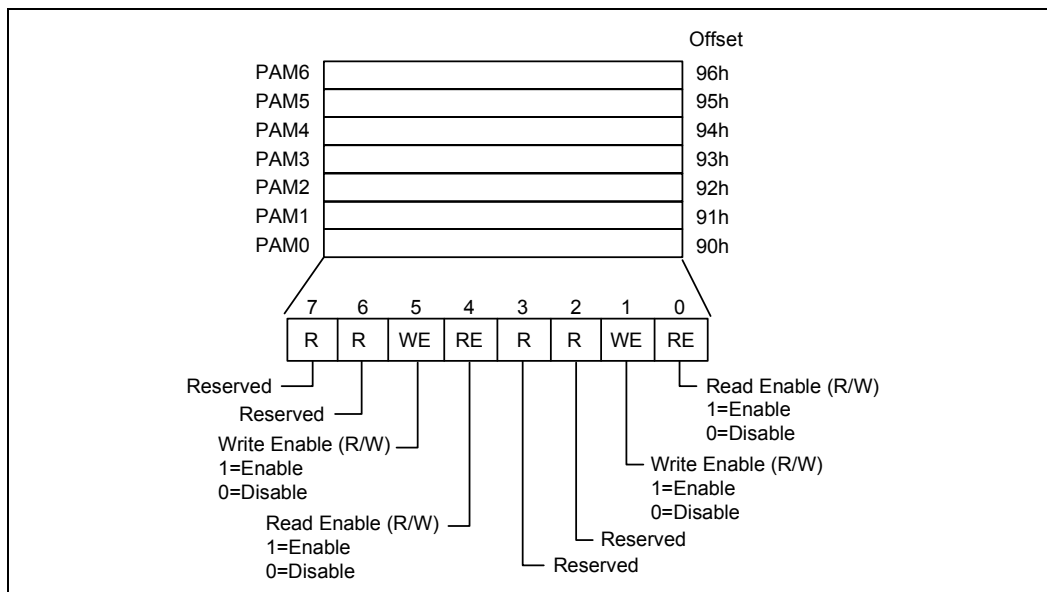 Offset
PAM6 96h
PAM5 95h
PAM4 94h
PAM3 93h
PAM2 92h
PAM1 91h
PAM0 90h
7 6 5 4 3 2 1 0
R R WE RE R R WE RE
Reserved
Reserved
Write Enable (R/W)
1=Enable
0=Disable
Read Enable (R/W)
1=Enable
0=Disable
Reserved
Reserved
Write Enable (R/W)
1=Enable
0=Disable
Read Enable (R/W)
1=Enable
0=Disable